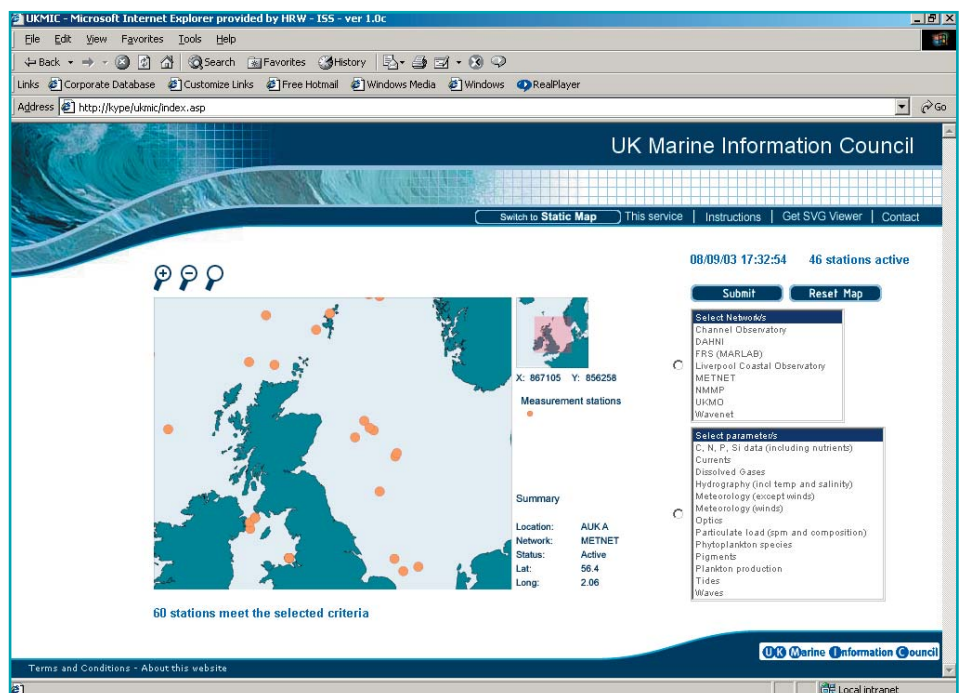 UKMIC - Microsoft Internet Explorer provided by HRW - ISS - ver 1.0c
File Edit View Favorites Tools Help
Back Search Favorites History
Links Corporate Database Customize Links Free Hotmail Windows Media Windows RealPlayer
Address http://kype/ukmic/index.asp Go
UK Marine Information Council
Switch to Static Map This service | Instructions | Get SVG Viewer | Contact
08/09/03 17:32:54 46 stations active
Submit Reset Map
Select Network/s
Channel Observatory
DAHNI
FRS (MARLAB)
Liverpool Coastal Observatory
METNET
NMMP
UKMO
Wavenet
X: 867105 Y: 856258
Measurement stations
Select parameter/s
C, N, P, Si data (including nutrients)
Currents
Dissolved Gases
Hydrography (incl temp and salinity)
Meteorology (except winds)
Meteorology (winds)
Optics
Particulate load (spm and composition)
Phytoplankton species
Pigments
Plankton production
Tides
Waves
Summary
Location: AUK A
Network: METNET
Status: Active
Lat: 56.4
Long: 2.06
60 stations meet the selected criteria
UK Marine Information Council
Terms and Conditions - About this website
Local intranet